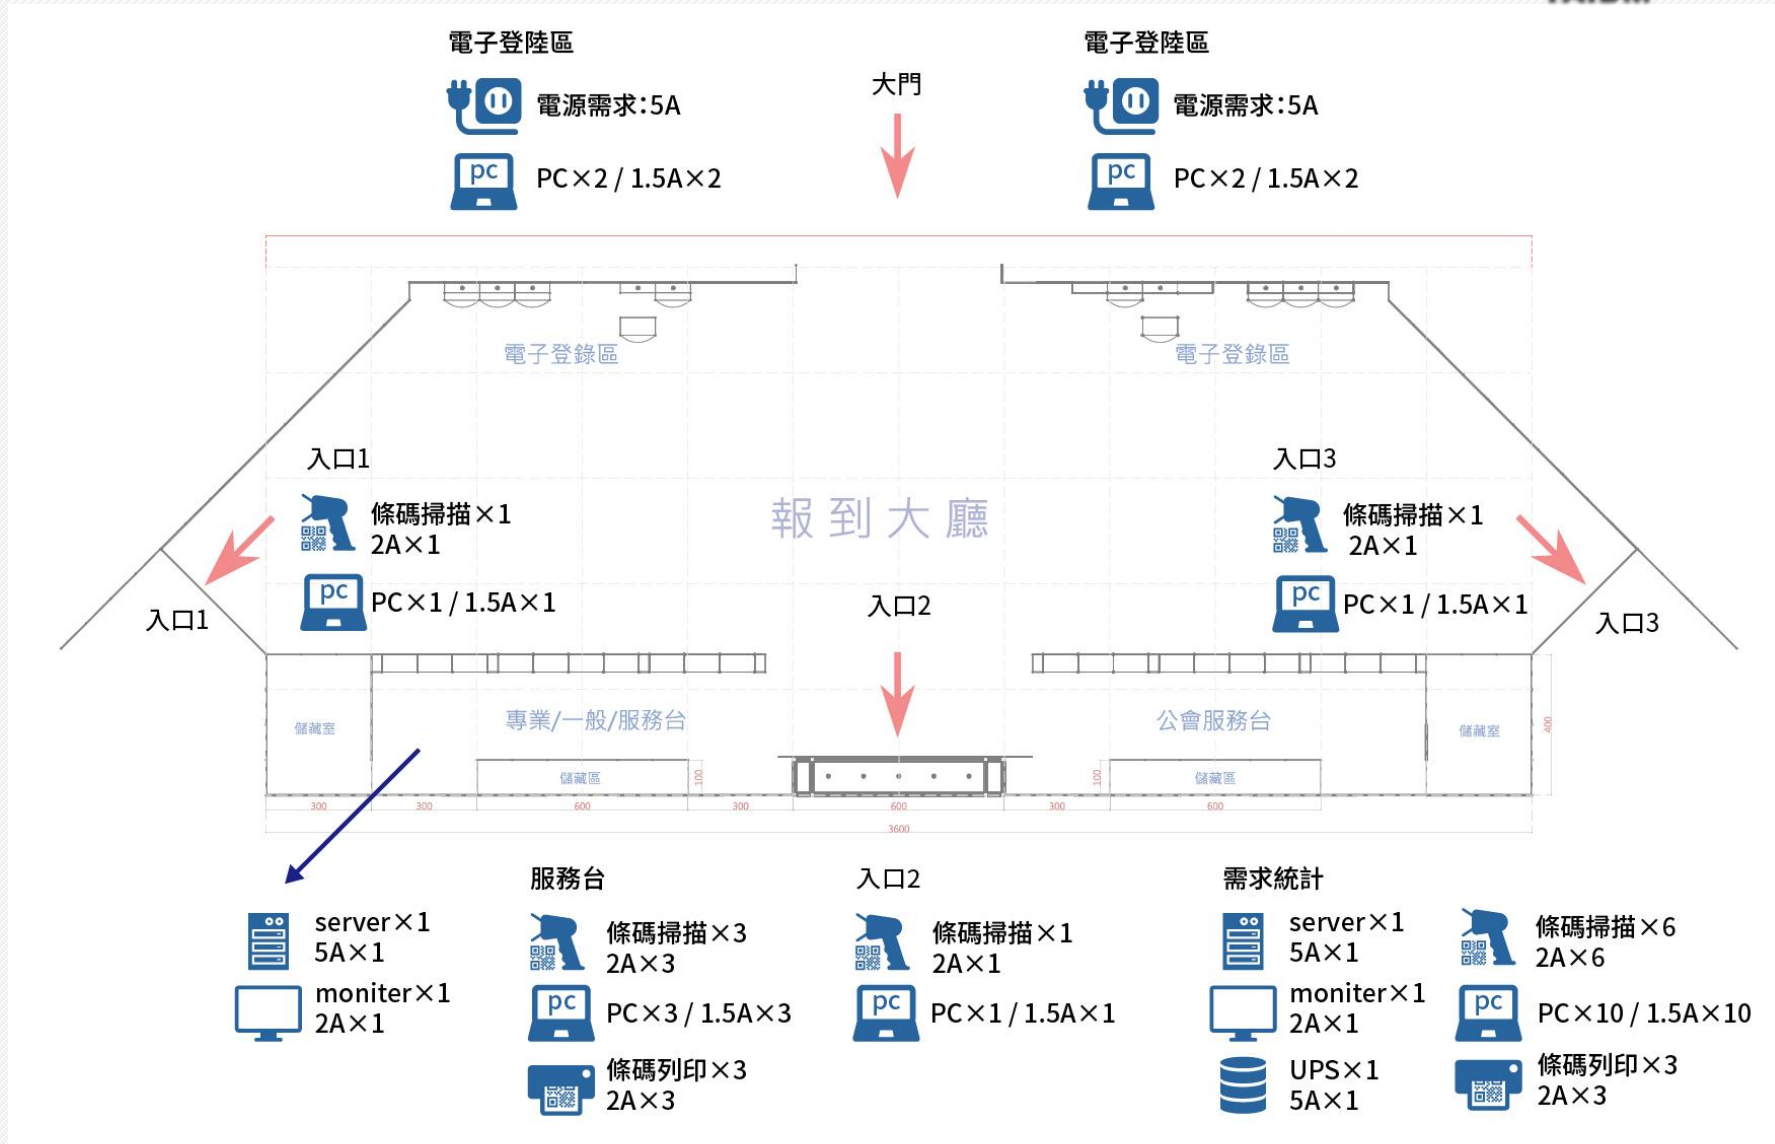 電子登陸區
電源需求：5A
pc
PC×2 / 1.5A×2
大門
電子登陸區
電源需求：5A
pc
PC×2 / 1.5A×2
電子登錄區
電子登錄區
入口1
條碼掃描×1
2A×1
pc
PC×1 / 1.5A×1
入口1
報到大廳
入口2
入口3
條碼掃描×1
2A×1
pc
PC×1 / 1.5A×1
入口3
儲藏室
專業/一般/服務台
儲藏區
100
公會服務台
儲藏區
100
儲藏室
400
300
300
600
300
600
300
600
3600
server×1
5A×1
moniter×1
2A×1
服務台
條碼掃描×3
2A×3
pc
PC×3 / 1.5A×3
條碼列印×3
2A×3
入口2
條碼掃描×1
2A×1
pc
PC×1 / 1.5A×1
需求統計
server×1
5A×1
moniter×1
2A×1
UPS×1
5A×1
條碼掃描×6
2A×6
pc
PC×10 / 1.5A×10
條碼列印×3
2A×3